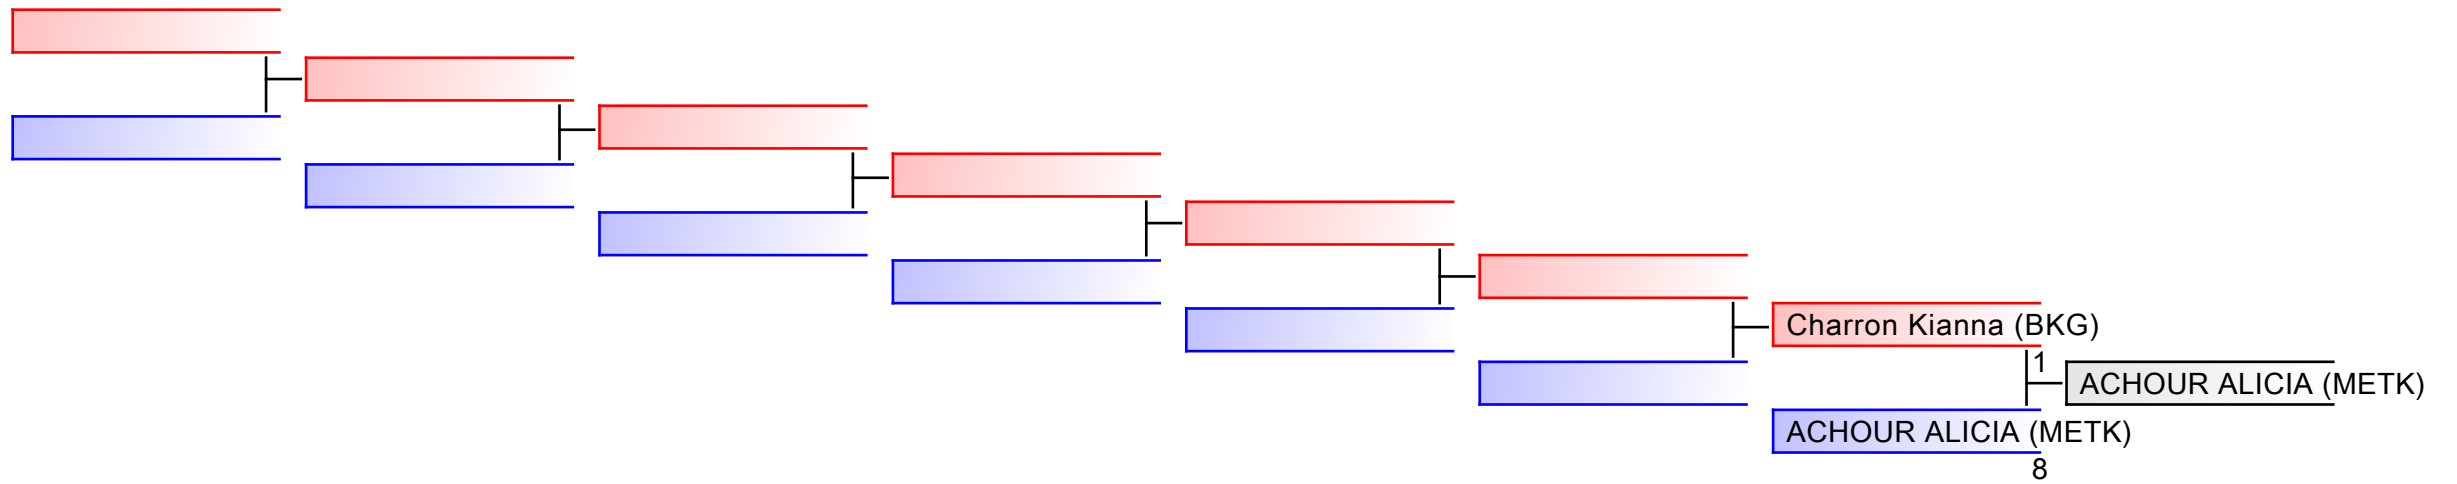 Charron Kianna (BKG)
1
ACHOUR ALICIA (METK)
ACHOUR ALICIA (METK)
8